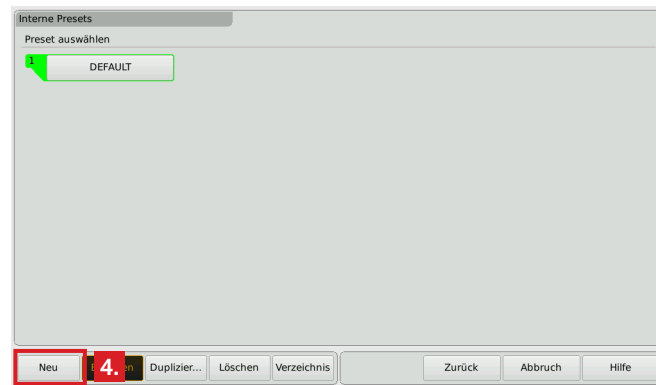 Interne Presets
Preset auswählen
1 DEFAULT
Neu 4. Duplizier... Löschen Verzeichnis Zurück Abbruch Hilfe